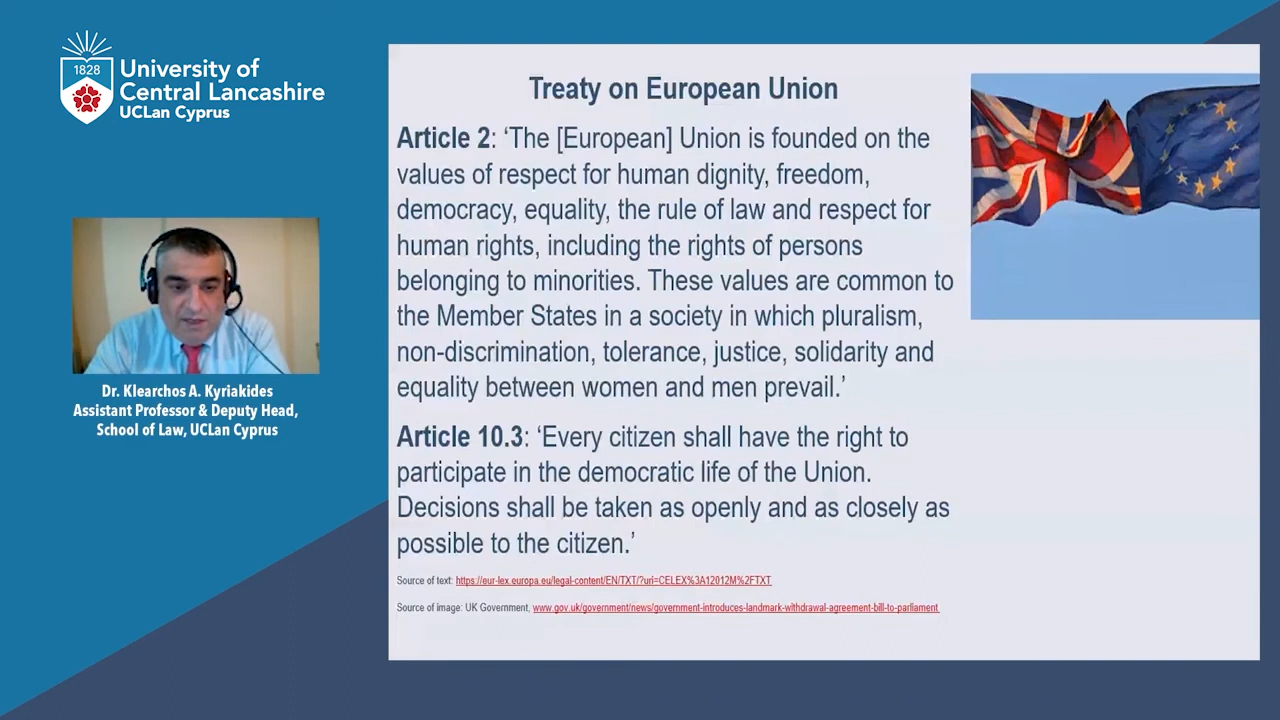 1828
University of
Central Lancashire
UCLan Cyprus
Dr. Klearchos A. Kyriakides
Assistant Professor & Deputy Head,
School of Law, UCLan Cyprus
Treaty on European Union
Article 2: ‘The [European] Union is founded on the
values of respect for human dignity, freedom,
democracy, equality, the rule of law and respect for
human rights, including the rights of persons
belonging to minorities. These values are common to
the Member States in a society in which pluralism,
non-discrimination, tolerance, justice, solidarity and
equality between women and men prevail.’
Article 10.3: ‘Every citizen shall have the right to
participate in the democratic life of the Union.
Decisions shall be taken as openly and as closely as
possible to the citizen.’
Source of text: https://eur-lex.europa.eu/legal-content/EN/TXT/?uri=CELEX%3A12012M%2FTXT
Source of image: UK Government, www.gov.uk/government/news/government-introduces-landmark-withdrawal-agreement-bill-to-parliament